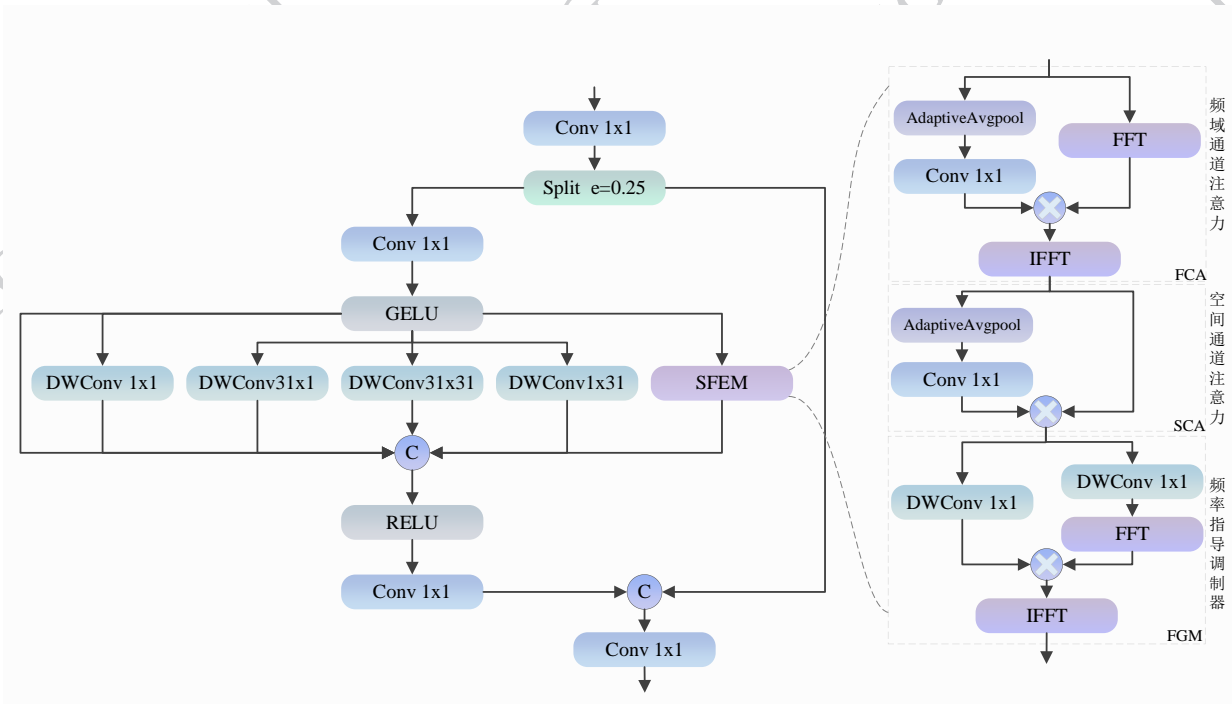 Conv 1x1
Split e=0.25
Conv 1x1
GELU
DWConv 1x1
DWConv31x1
DWConv31x31
DWConv1x31
SFEM
C
RELU
Conv 1x1
C
Conv 1x1
AdaptiveAvgpool
FFT
Conv 1x1
IFFT
FCA
频域通道注意力
AdaptiveAvgpool
Conv 1x1
SCA
空间通道注意力
DWConv 1x1
DWConv 1x1
FFT
IFFT
FGM
频率指导调制器